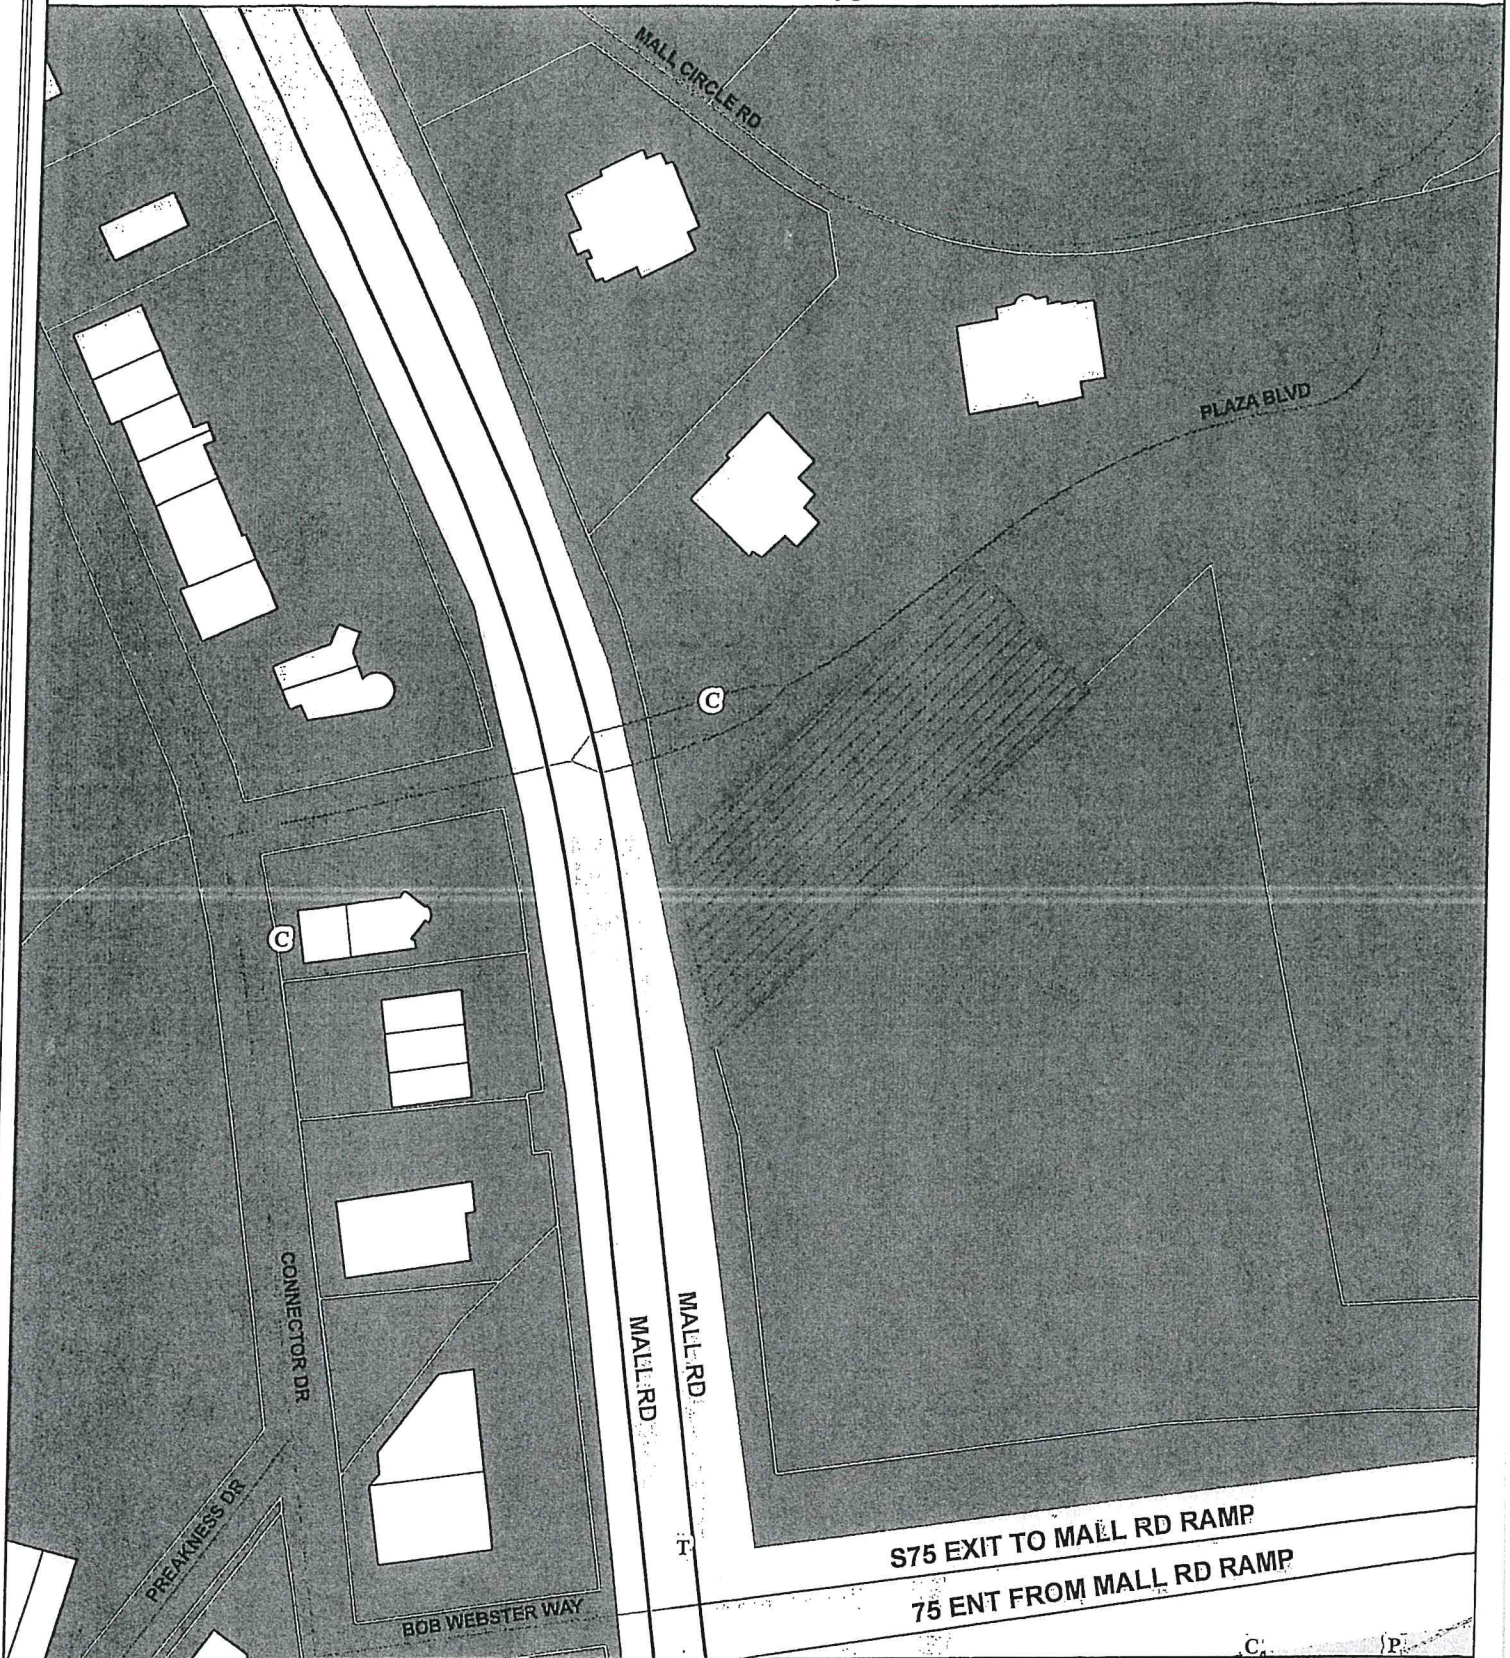 MALL CIRCLE RD
PLAZA BLVD
C
C
CONNECTOR DR
MALL RD
MALL RD
PREAKNESS DR
T
S75 EXIT TO MALL RD RAMP
75 ENT FROM MALL RD RAMP
BOB WEBSTER WAY
C
P